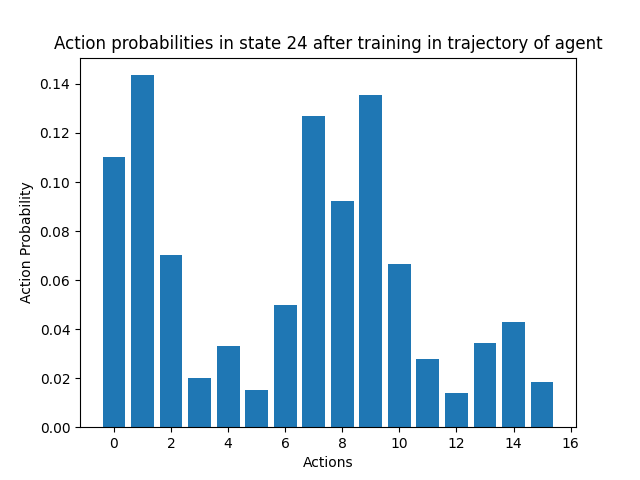 Action probabilities in state 24 after training in trajectory of agent
0.14
0.12
0.10
0.08
0.06
0.04
0.02
0.00
Action Probability
0 2 4 6 8 10 12 14 16
Actions